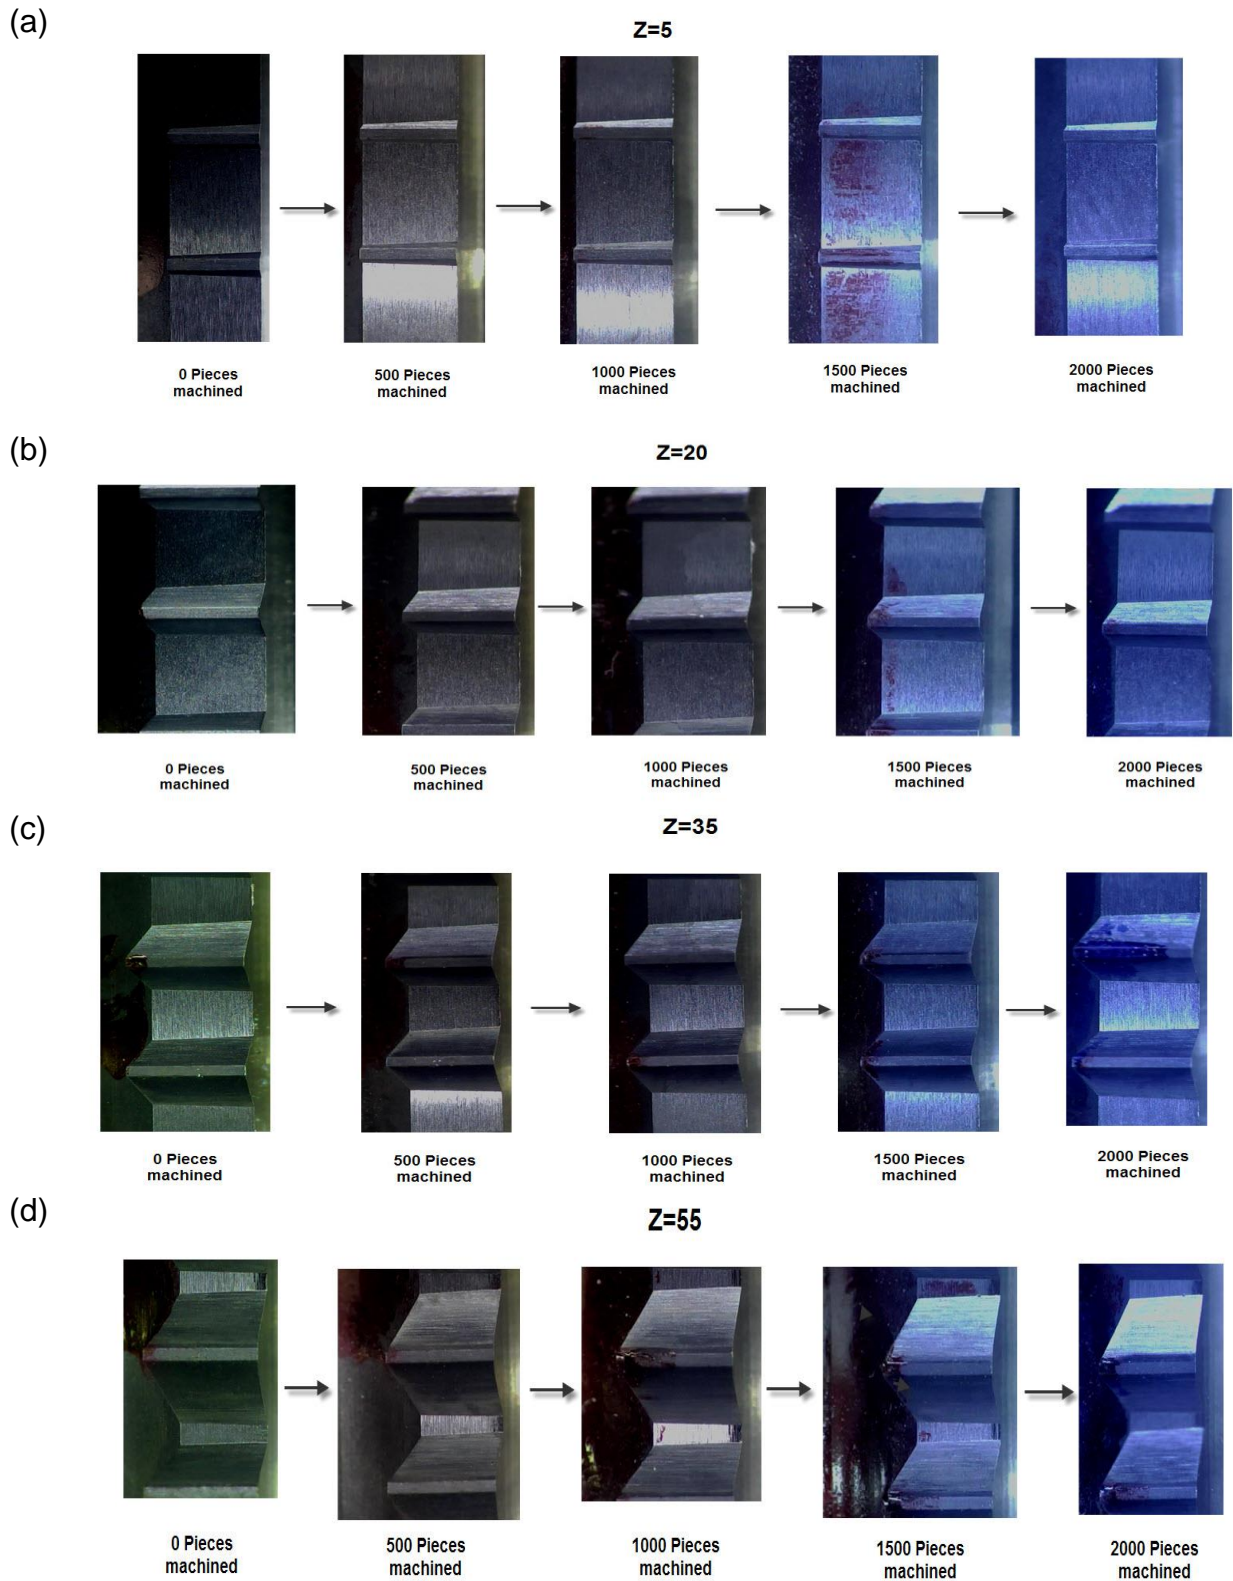 (a)
Z=5
0 Pieces
machined
500 Pieces
machined
1000 Pieces
machined
1500 Pieces
machined
2000 Pieces
machined
(b)
Z=20
0 Pieces
machined
500 Pieces
machined
1000 Pieces
machined
1500 Pieces
machined
2000 Pieces
machined
(c)
Z=35
0 Pieces
machined
500 Pieces
machined
1000 Pieces
machined
1500 Pieces
machined
2000 Pieces
machined
(d)
Z=55
0 Pieces
machined
500 Pieces
machined
1000 Pieces
machined
1500 Pieces
machined
2000 Pieces
machined